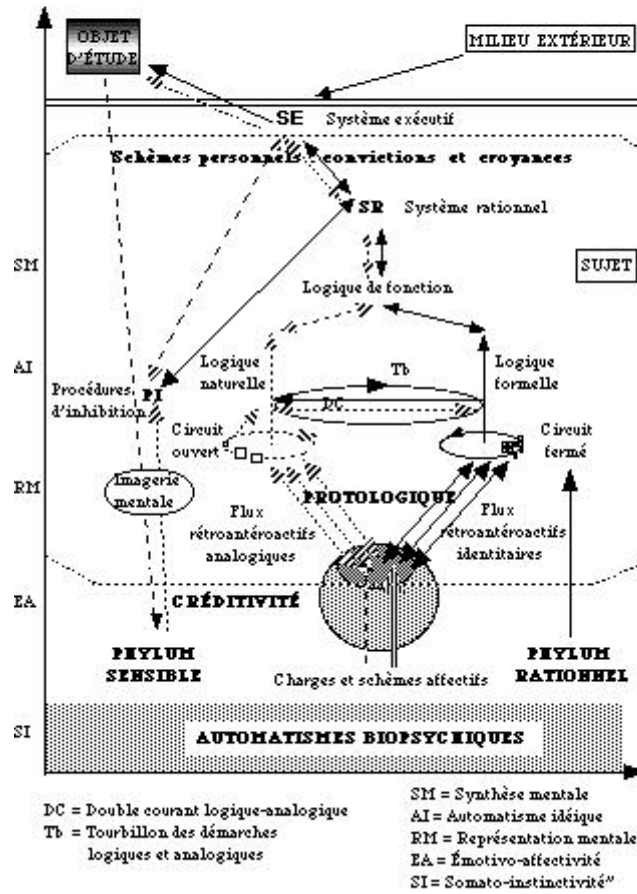 OBJET
D'ÉTUDE
MILIEU EXTÉRIEUR
SE Système exécutif
Schèmes personnels convictions et croyances
SR Système rationnel
SM
SUJET
Logique de fonction
AI
Logique
naturelle
Tb
Logique
formelle
PI
Procédures
d'inhibition
DC
Circuit
ouvert
Circuit
fermé
RM
Imagerie
mentale
PROTOLOGIQUE
Flux
rétroantéroactifs
analogiques
Flux
rétroantéroactifs
identitaires
EA
CRÉDITIVITÉ
PHYLUM
SENSIBLE
Charges et schèmes affectifs
PHYLUM
RATIONNEL
SI
AUTOMATISMES BIOPSYCHIQUES
DC = Double courant logique-analogique
Tb = Tourbillon des démarches
logiques et analogiques
SM = Synthèse mentale
AI = Automatisme idéique
RM = Représentation mentale
EA = Émotivo-affectivité
SI = Somato-instinctivité"